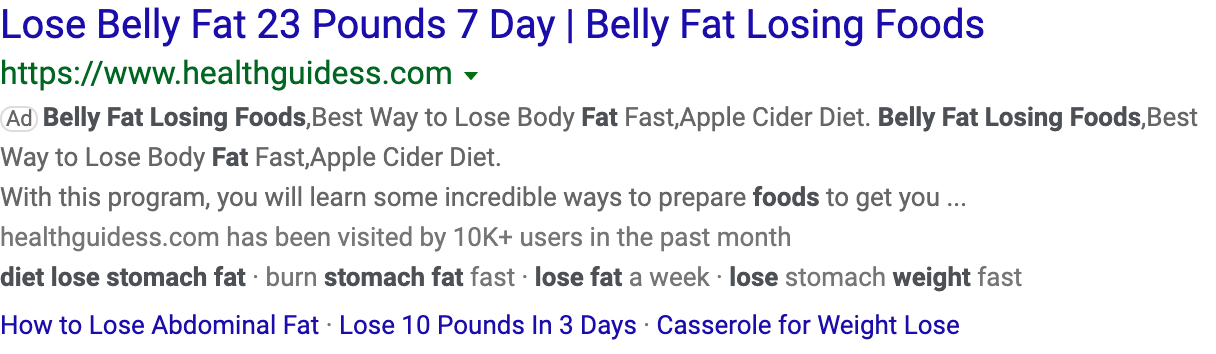 Lose Belly Fat 23 Pounds 7 Day | Belly Fat Losing Foods
https://www.healthguidess.com
Ad Belly Fat Losing Foods,Best Way to Lose Body Fat Fast,Apple Cider Diet. Belly Fat Losing Foods,Best
Way to Lose Body Fat Fast,Apple Cider Diet.
With this program, you will learn some incredible ways to prepare foods to get you ...
healthguidess.com has been visited by 10K+ users in the past month
diet lose stomach fat · burn stomach fat fast · lose fat a week · lose stomach weight fast
How to Lose Abdominal Fat · Lose 10 Pounds In 3 Days · Casserole for Weight Lose